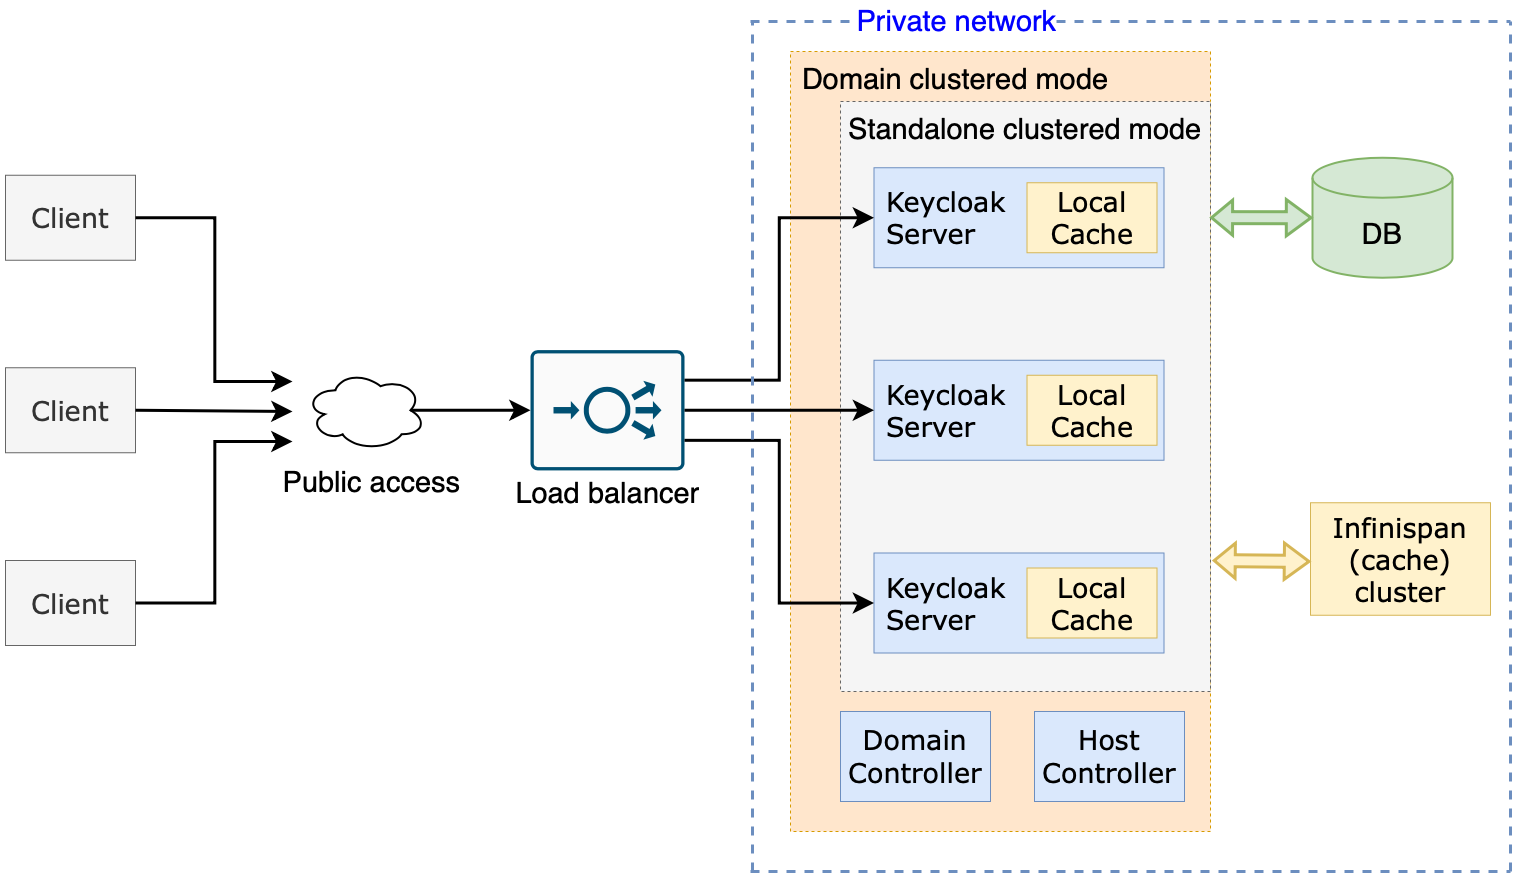 Private network
Domain clustered mode
Standalone clustered mode
Client
Client
Client
Public access
Load balancer
Keycloak
Server
Local
Cache
Keycloak
Server
Local
Cache
Keycloak
Server
Local
Cache
DB
Infinispan
(cache)
cluster
Domain
Controller
Host
Controller